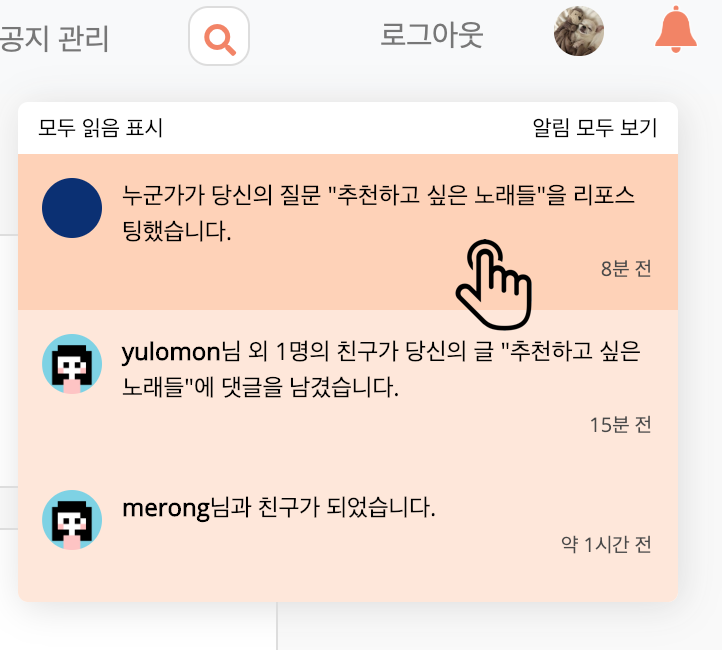 공지 관리
로그아웃
모두 읽음 표시
알림 모두 보기
누군가가 당신의 질문 "추천하고 싶은 노래들"을 리포스
팅했습니다.
8분 전
yulomon님 외 1명의 친구가 당신의 글 "추천하고 싶은
노래들"에 댓글을 남겼습니다.
15분 전
merong님과 친구가 되었습니다.
약 1시간 전